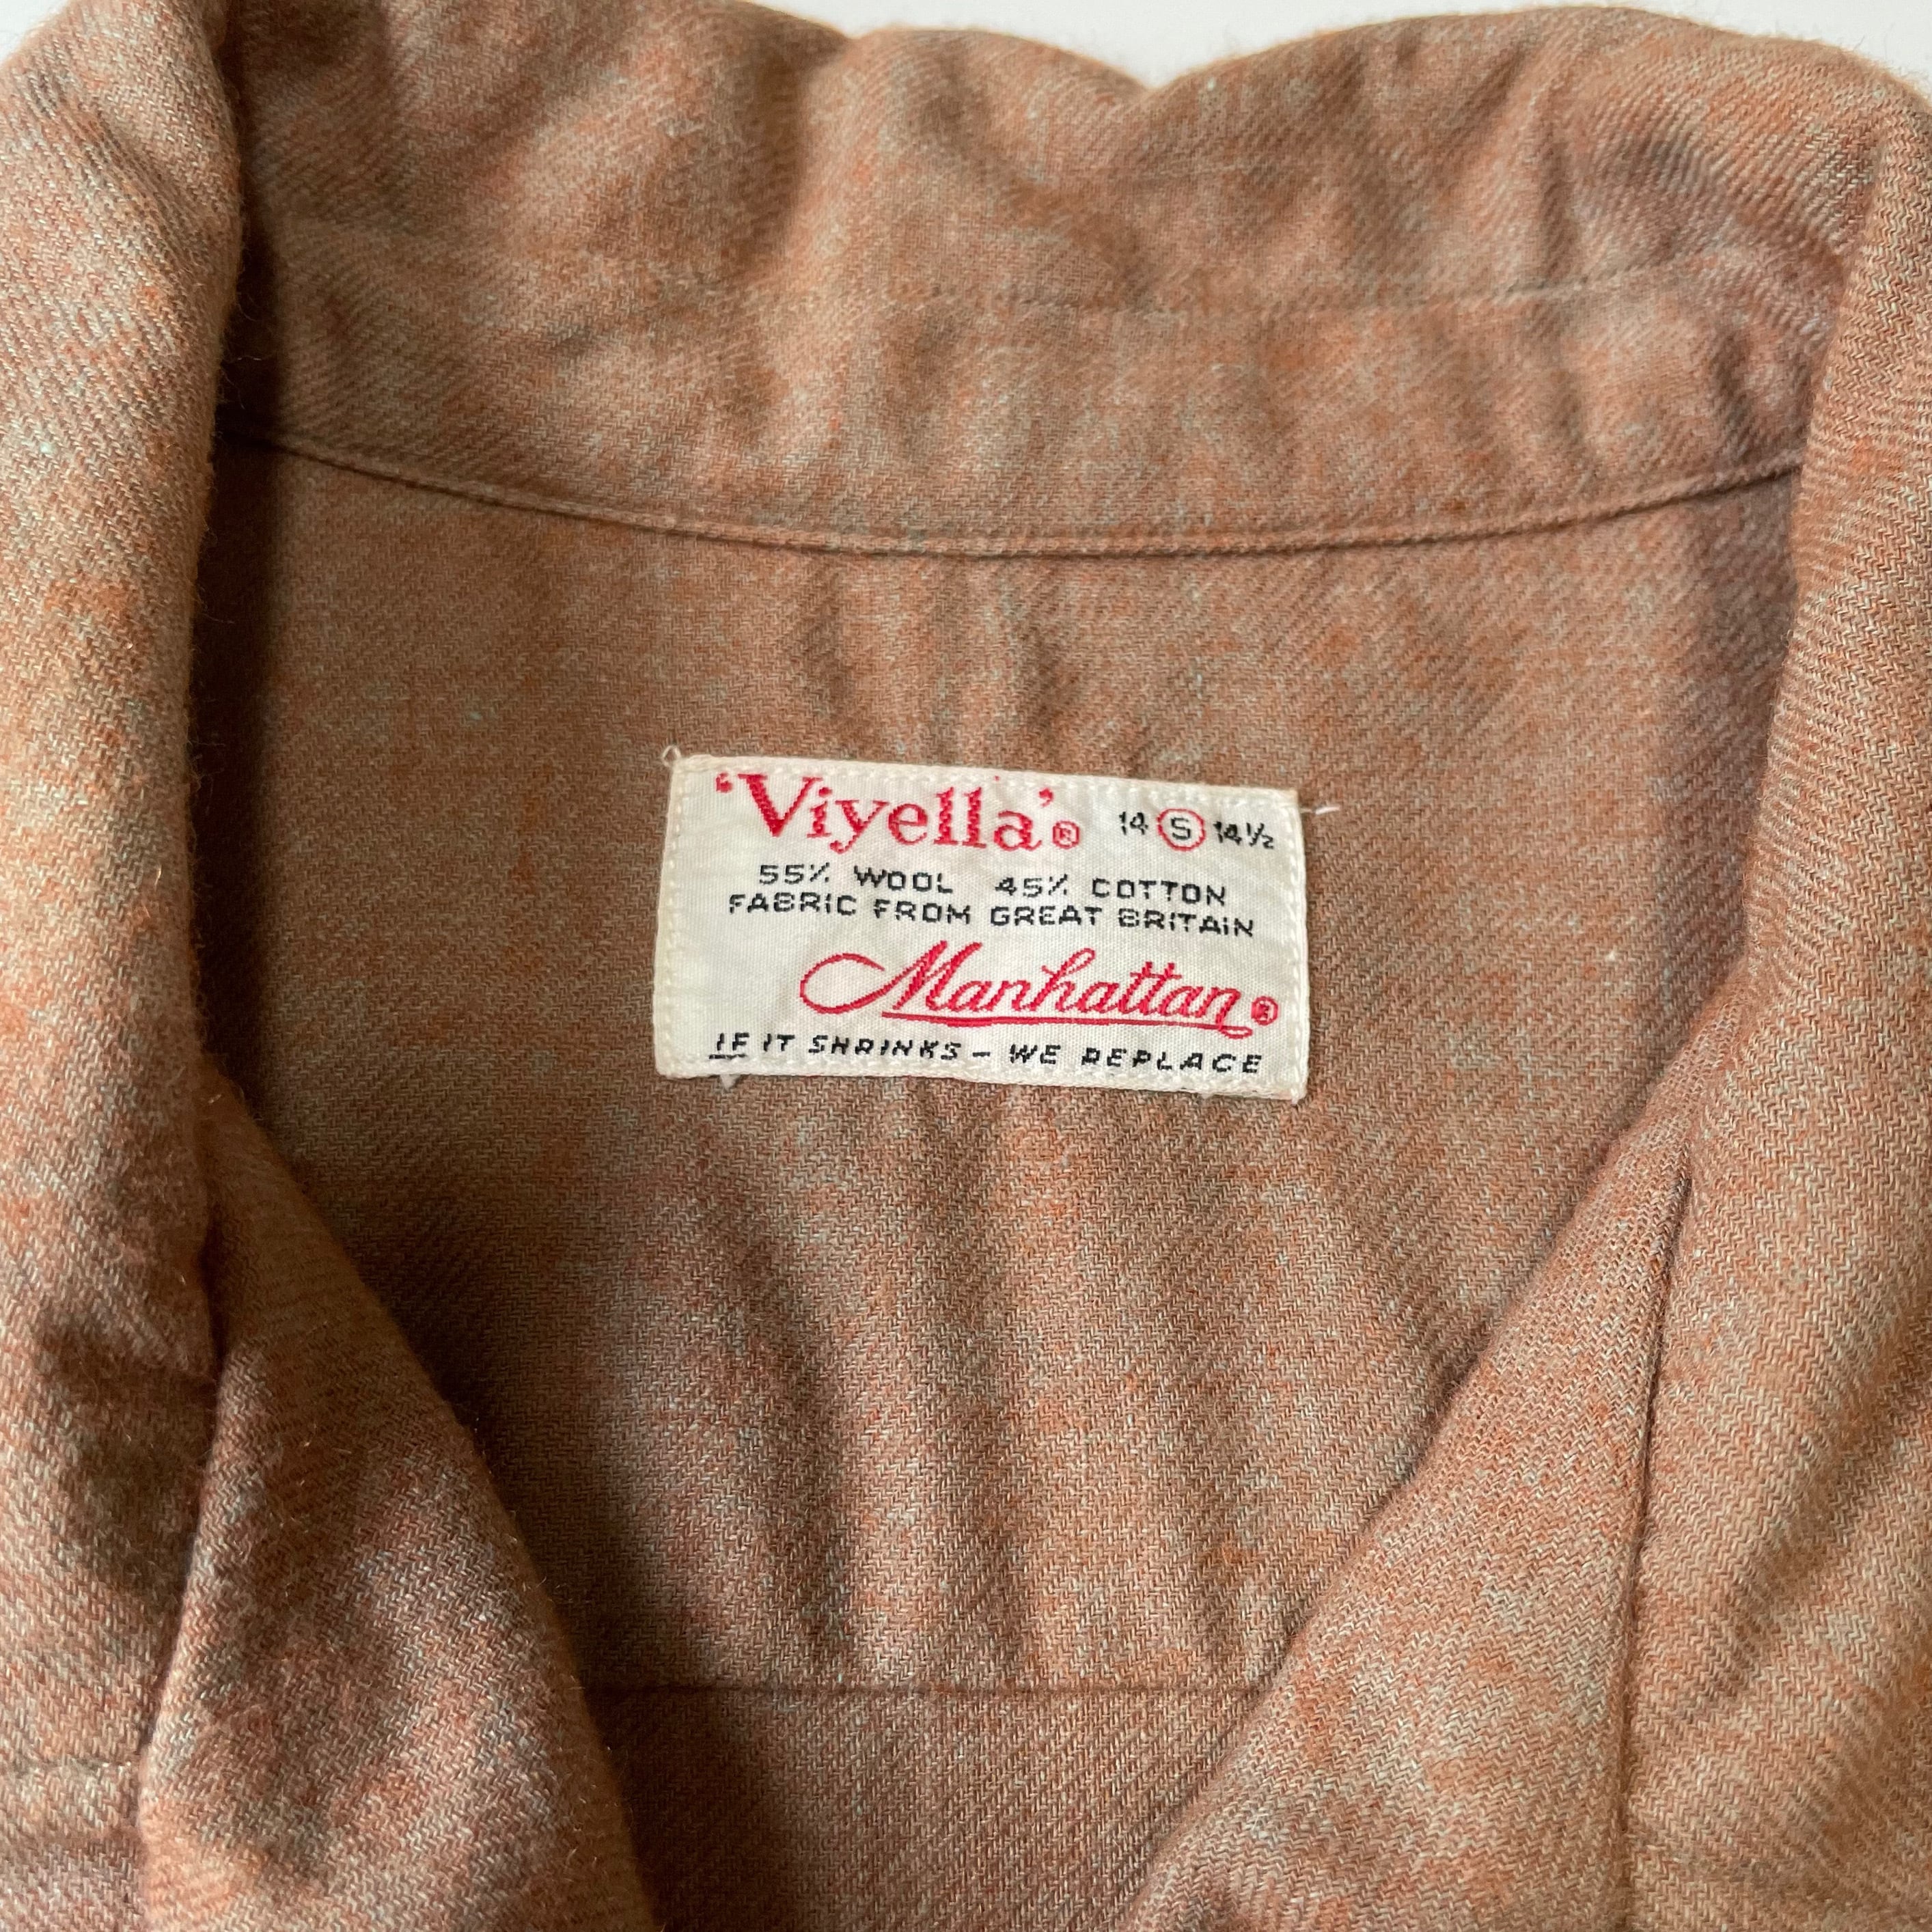 'Viyella'® 14 S 14½
55% WOOL 45% COTTON
FABRIC FROM GREAT BRITAIN
Manhattan®
IF IT SHRINKS – WE REPLACE